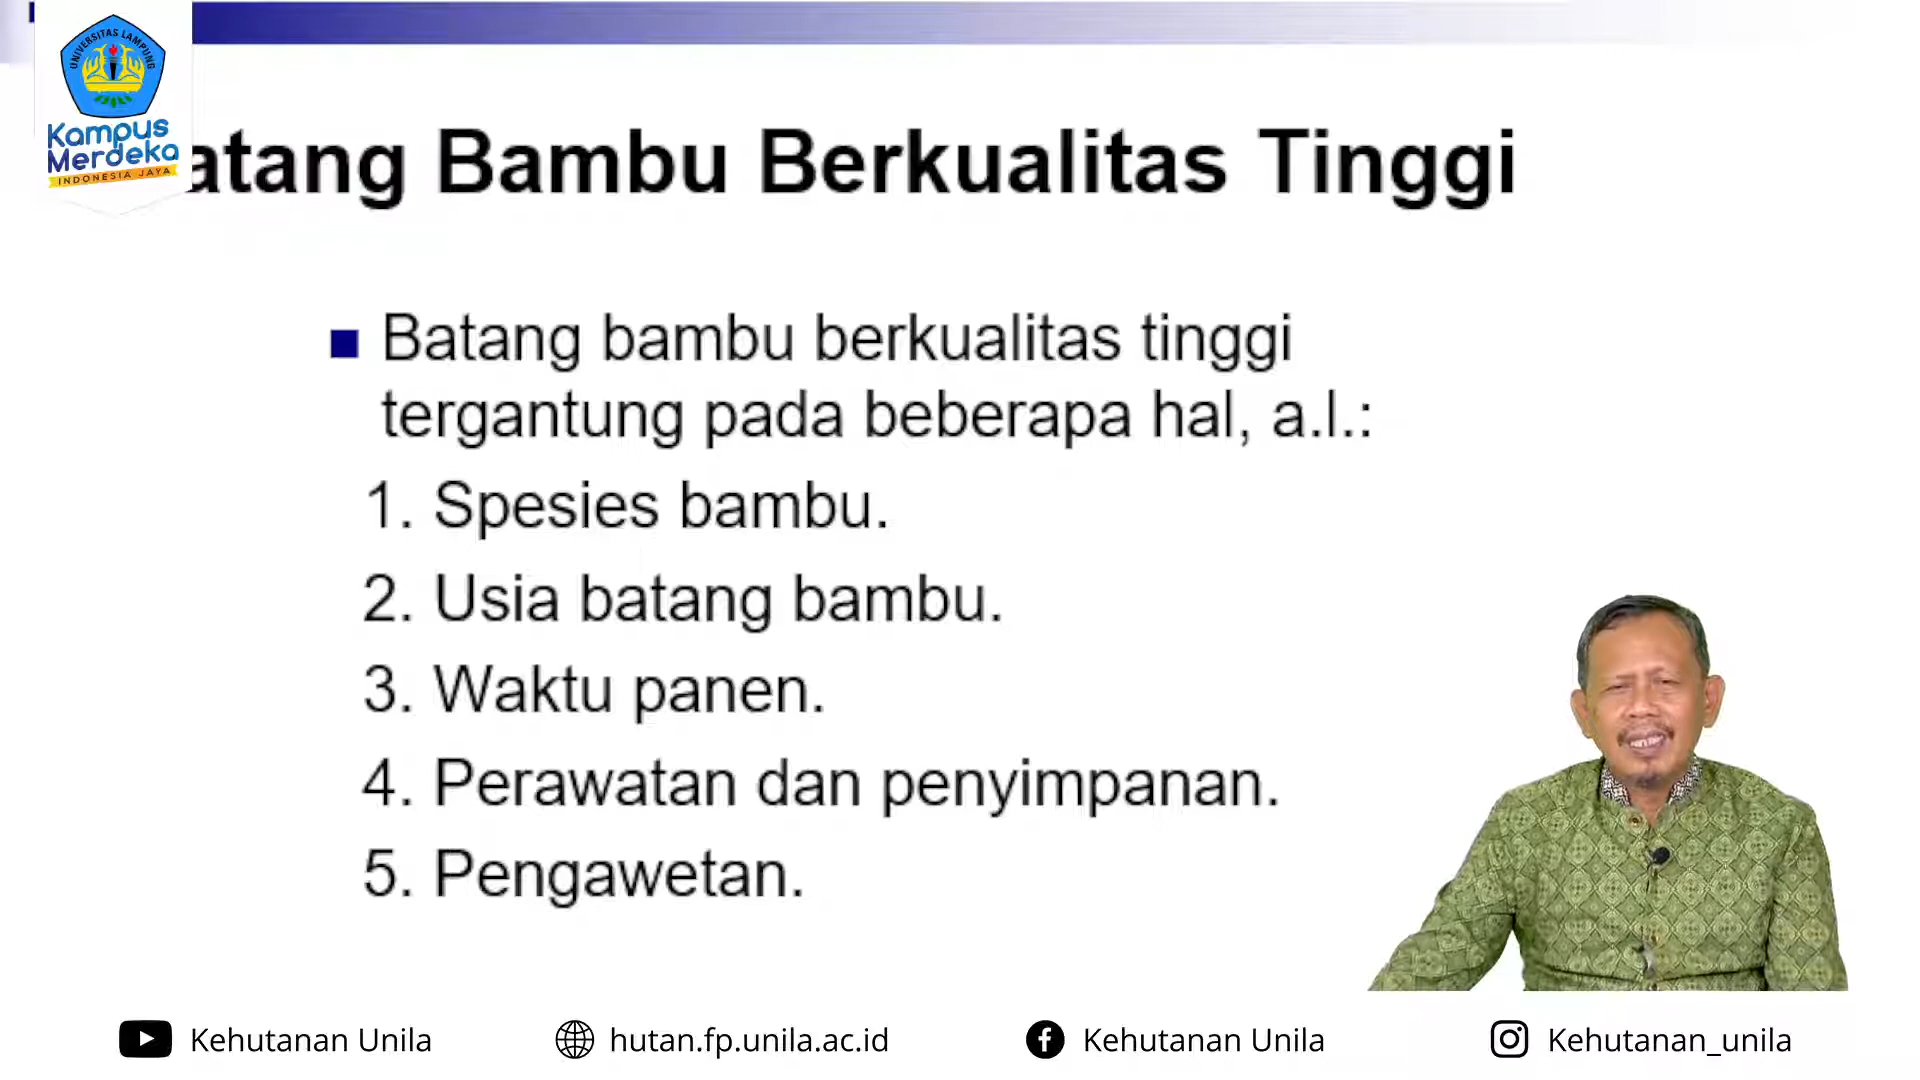 UNIVERSITAS LAMPUNG
Kampus
Merdeka
INDONESIA JAYA
atang Bambu Berkualitas Tinggi
Batang bambu berkualitas tinggi
tergantung pada beberapa hal, a.l.:
1. Spesies bambu.
2. Usia batang bambu.
3. Waktu panen.
4. Perawatan dan penyimpanan.
5. Pengawetan.
Kehutanan Unila
hutan.fp.unila.ac.id
Kehutanan Unila
Kehutanan_unila